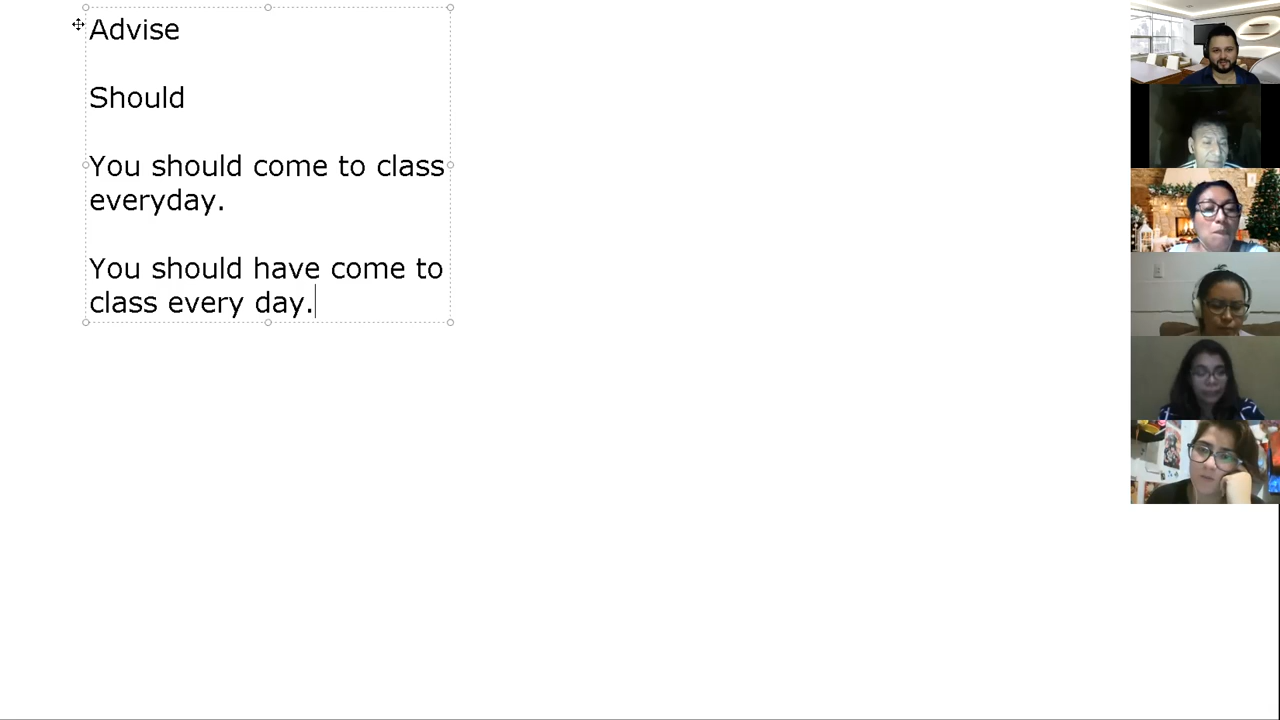 Advise
Should
You should come to class
everyday.
You should have come to
class every day.